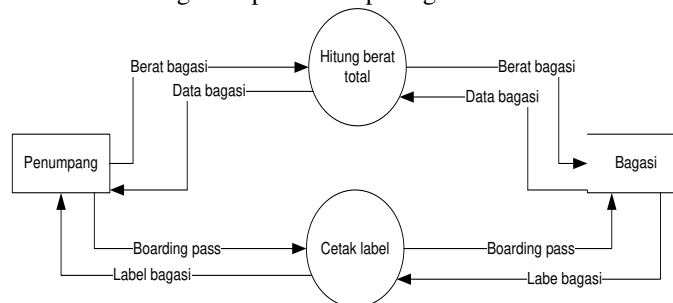 Hitung berat
total
Berat bagasi
Berat bagasi
Data bagasi
Data bagasi
Penumpang
Bagasi
Boarding pass
Cetak label
Boarding pass
Label bagasi
Labe bagasi